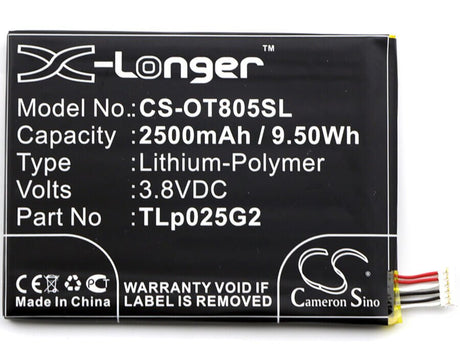 X-Longer™
Model No.: CS-OT805SL
Capacity: 2500mAh / 9.50Wh
Type: Lithium-Polymer
Volts: 3.8VDC
Part No.: TLp025G2
Made In China
WARRANTY IS VOID
IF LABEL IS REMOVED
CS
Cameron Sino